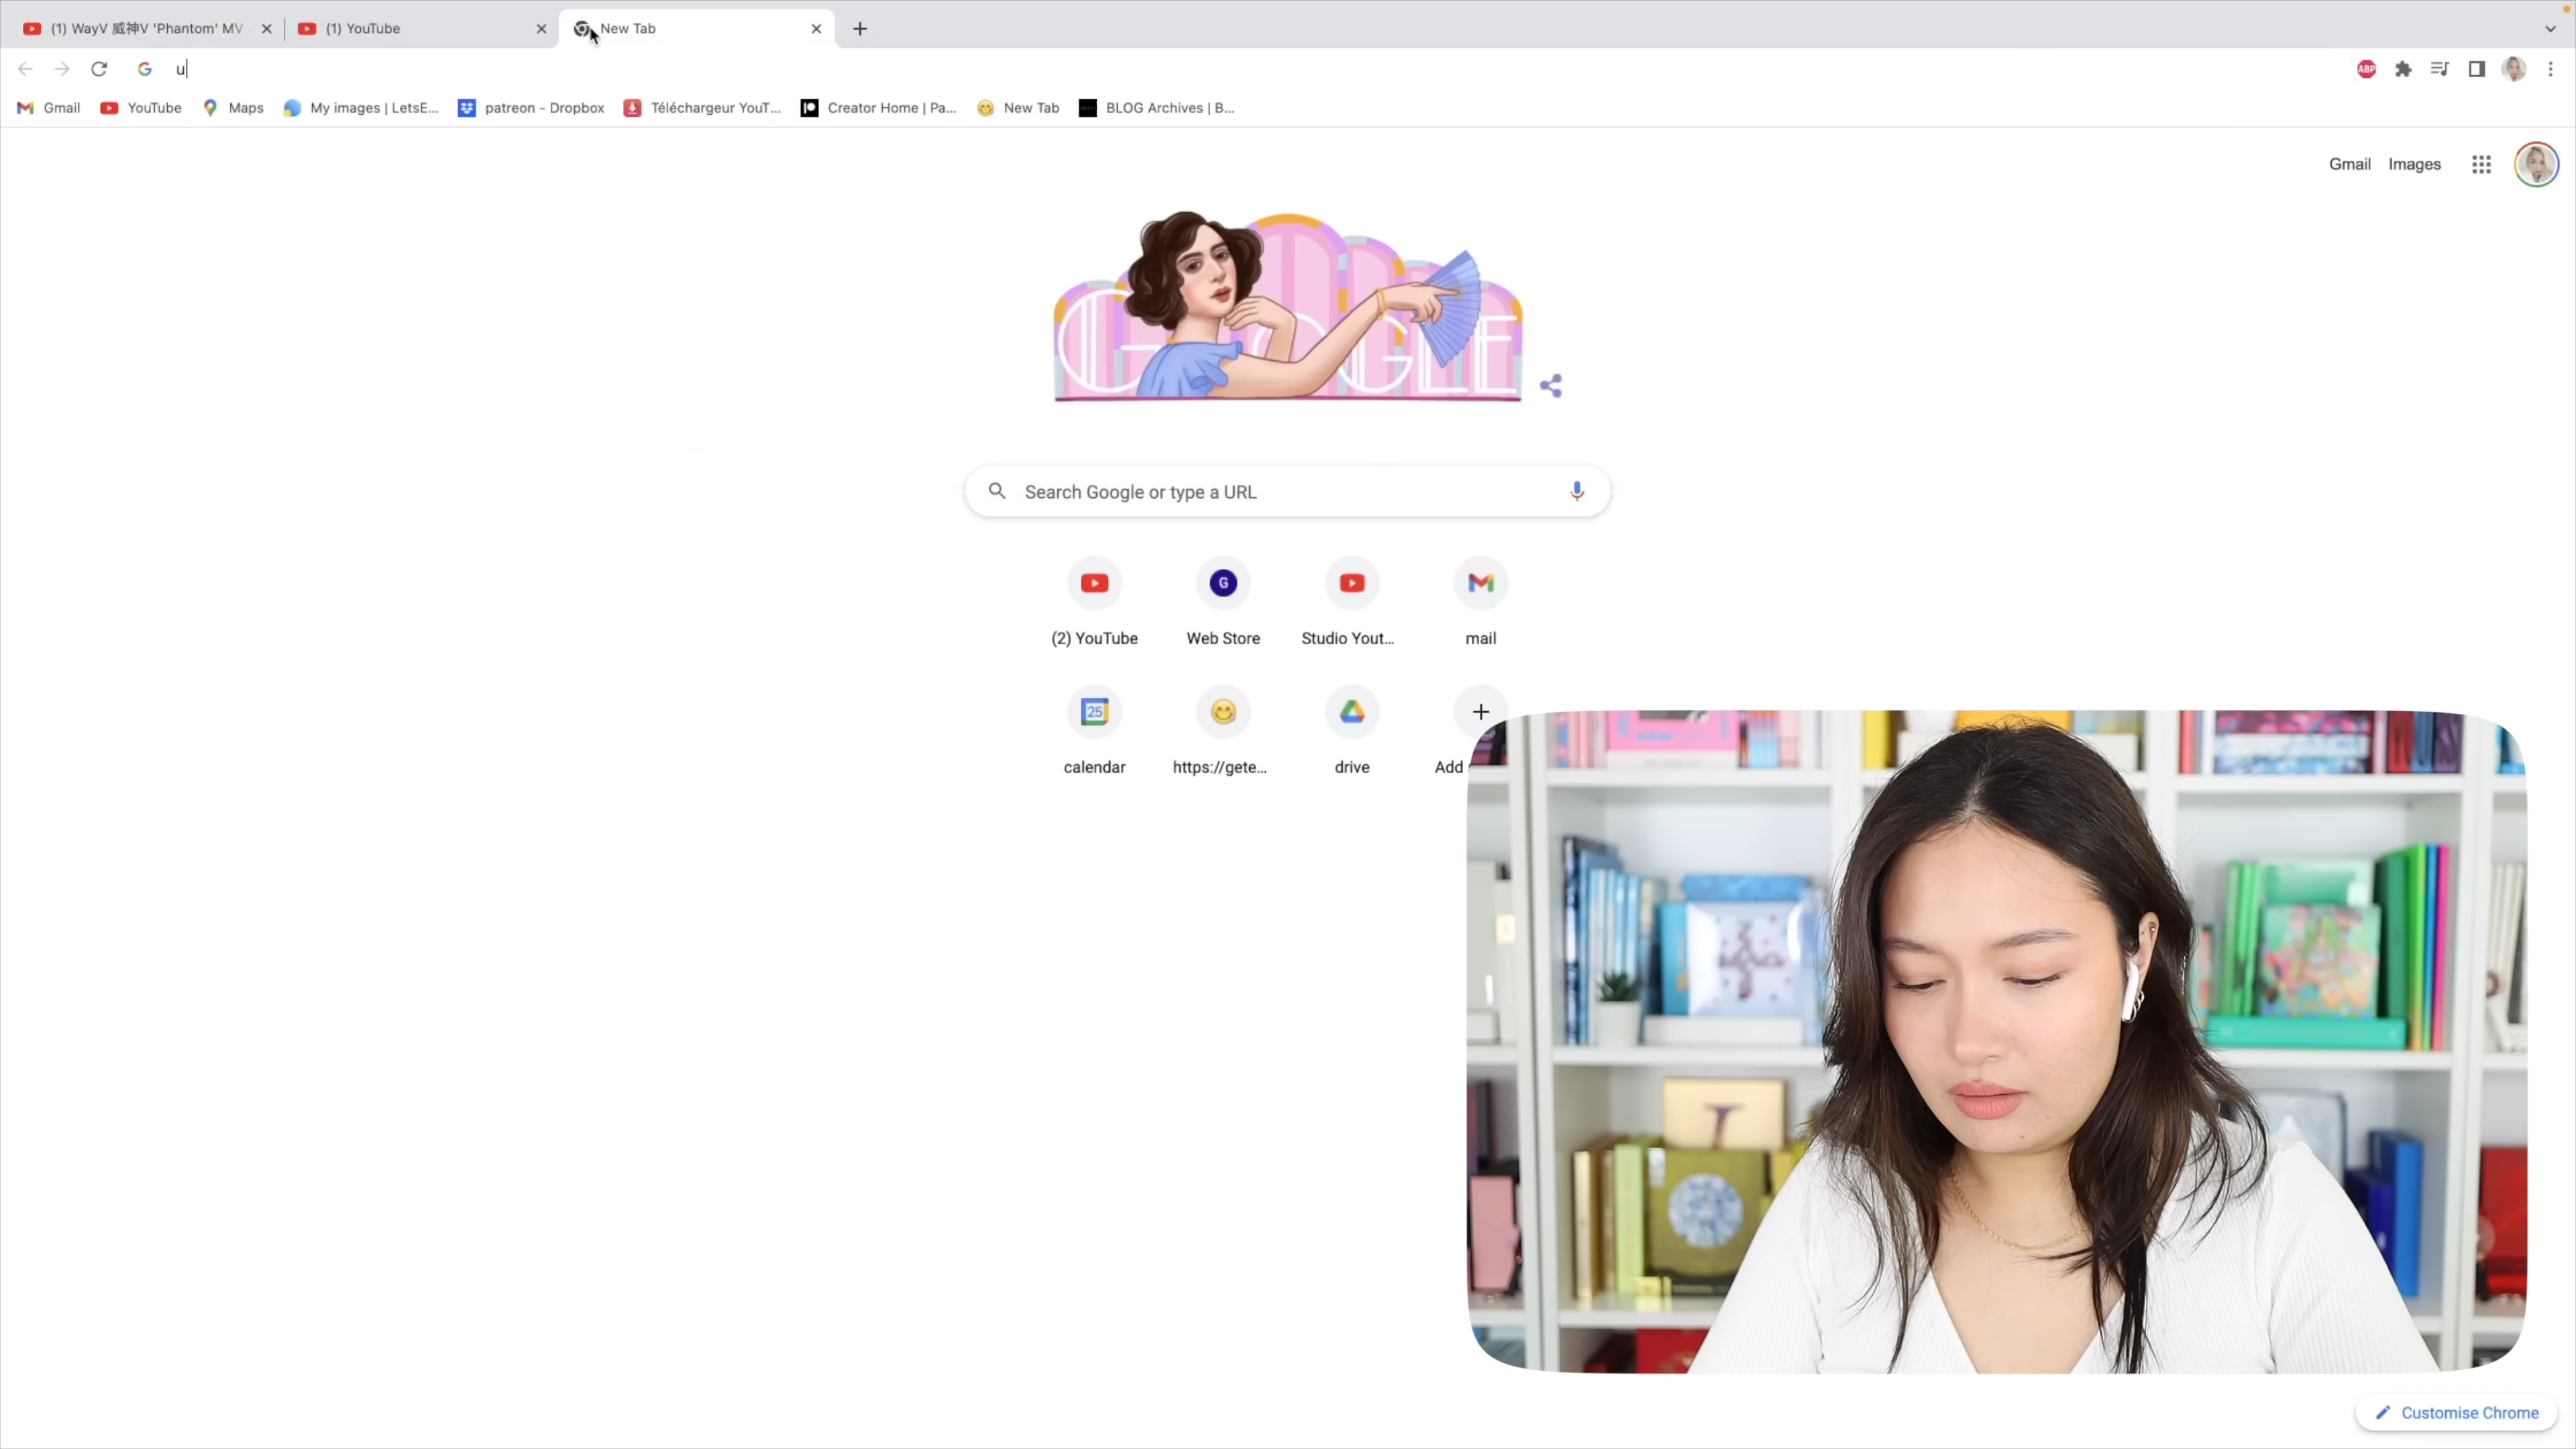 (1) WayV 威神V 'Phantom' MV
(1) YouTube
New Tab
u
ABP
Gmail
YouTube
Maps
My images | LetsE...
patreon - Dropbox
Téléchargeur YouT...
Creator Home | Pa...
New Tab
BLOG Archives | B...
Gmail
Images
Search Google or type a URL
G
(2) YouTube
Web Store
Studio Yout...
mail
25
calendar
https://gete...
drive
Add
Customise Chrome